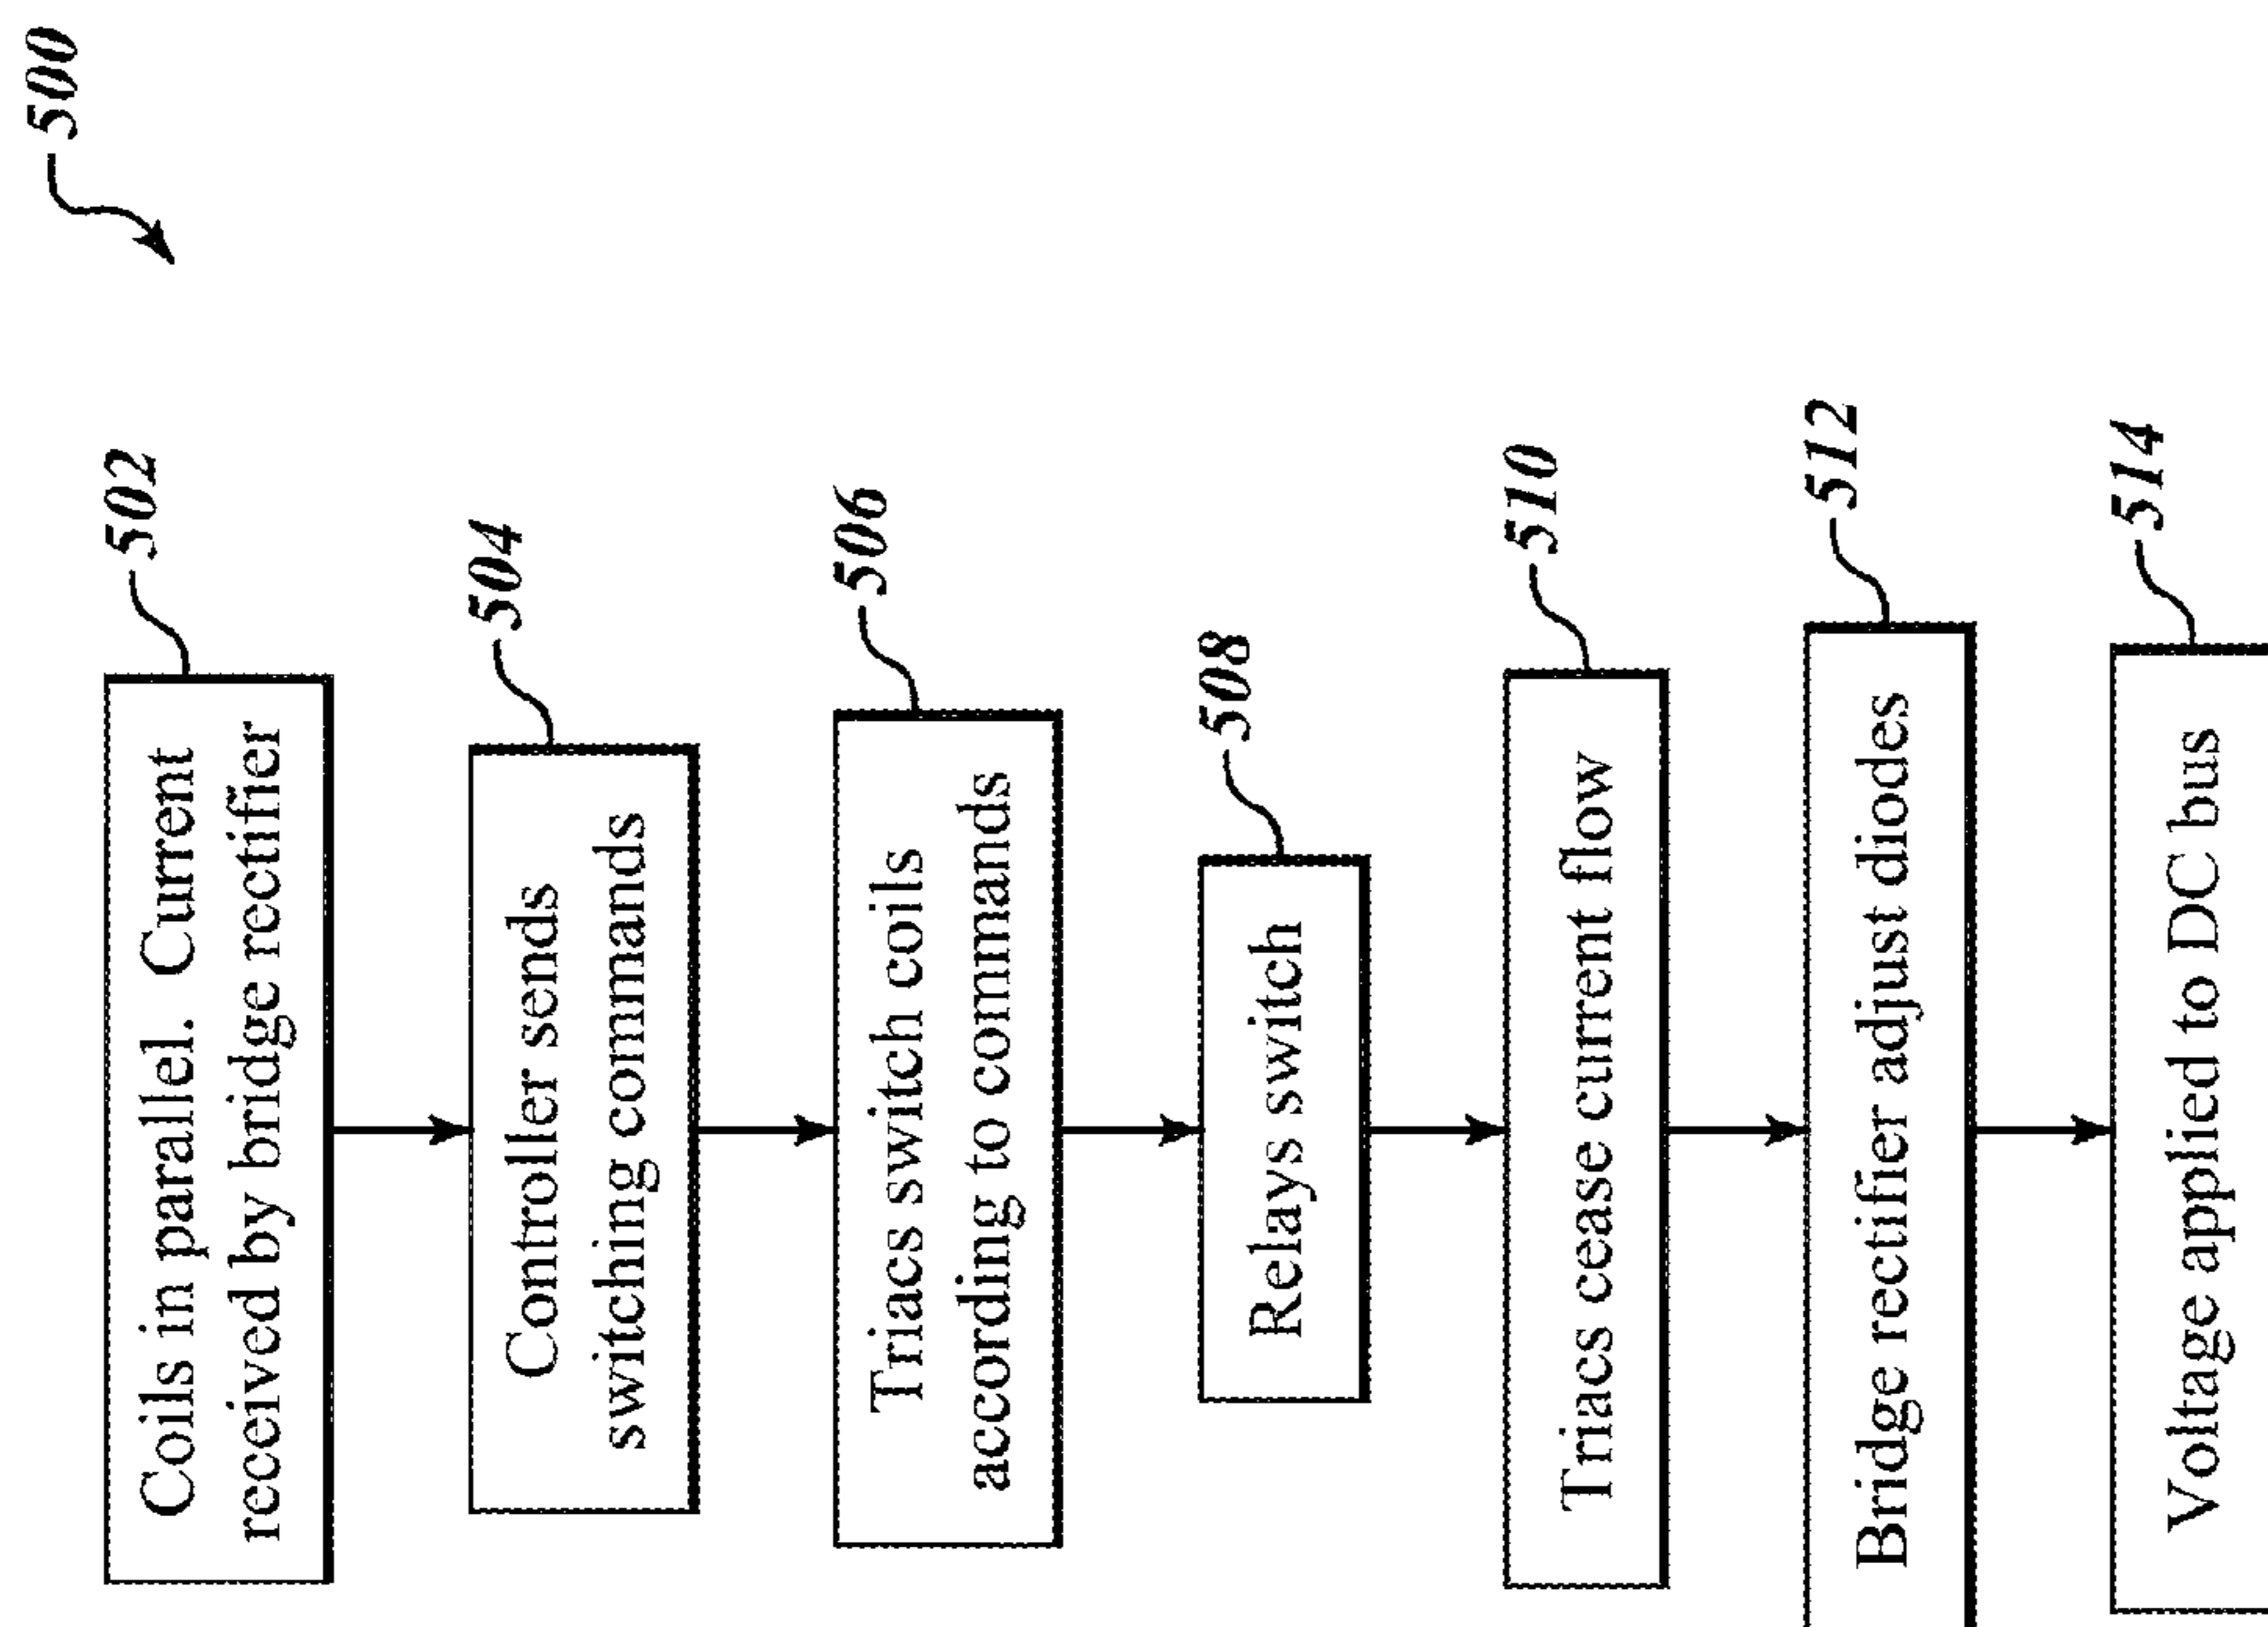 500
502
Coils in parallel. Current
received by bridge rectifier
504
Controller sends
switching commands
506
Triacs switch coils
according to commands
508
Relays switch
510
Triacs cease current flow
512
Bridge rectifier adjust diodes
514
Voltage applied to DC bus